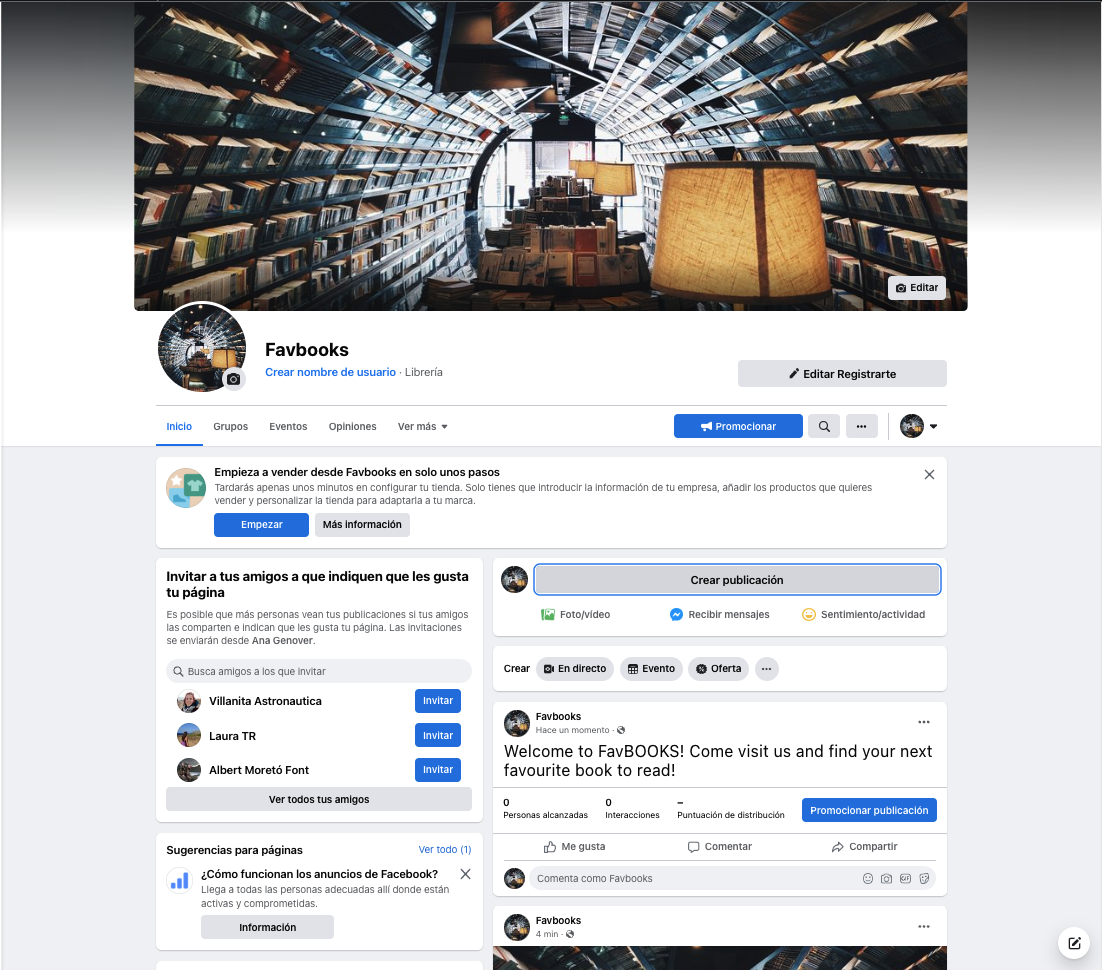 Editar
Favbooks
Crear nombre de usuario · Librería
Editar Registrarte
Inicio
Grupos
Eventos
Opiniones
Ver más
Promocionar
Empieza a vender desde Favbooks en solo unos pasos
Tardarás apenas unos minutos en configurar tu tienda. Solo tienes que introducir la información de tu empresa, añadir los productos que quieres
vender y personalizar la tienda para adaptarla a tu marca.
Empezar
Más información
Invitar a tus amigos a que indiquen que les gusta
tu página
Es posible que más personas vean tus publicaciones si tus amigos
las comparten e indican que les gusta tu página. Las invitaciones
se enviarán desde Ana Genover.
Busca amigos a los que invitar
Villanita Astronautica
Invitar
Laura TR
Invitar
Albert Moretó Font
Invitar
Ver todos tus amigos
Sugerencias para páginas
Ver todo (1)
¿Cómo funcionan los anuncios de Facebook?
Llega a todas las personas adecuadas allí donde están
activas y comprometidas.
Información
Crear publicación
Foto/vídeo
Recibir mensajes
Sentimiento/actividad
Crear
En directo
Evento
Oferta
Favbooks
Hace un momento ·
Welcome to FavBOOKS! Come visit us and find your next
favourite book to read!
0
Personas alcanzadas
0
Interacciones
–
Puntuación de distribución
Promocionar publicación
Me gusta
Comentar
Compartir
Comenta como Favbooks
GIF
Favbooks
4 min ·